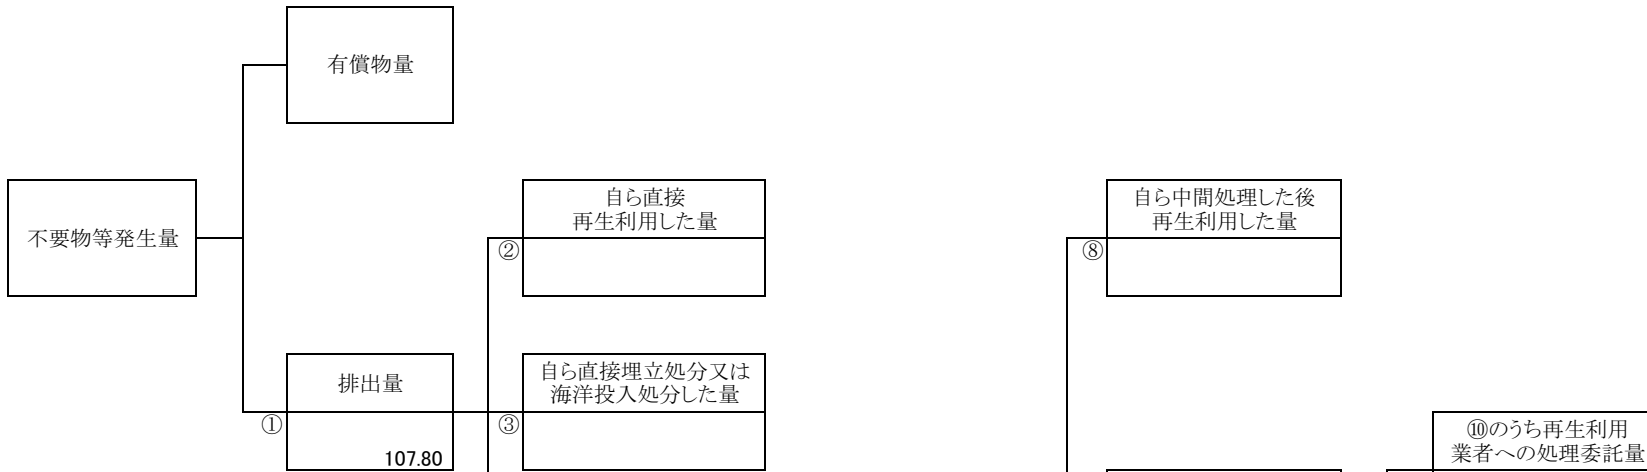 有償物量
不要物等発生量
自ら直接
再生利用した量
②
自ら中間処理した後
再生利用した量
⑧
排出量
①
107.80
自ら直接埋立処分又は
海洋投入処分した量
③
⑩のうち再生利用
業者への処理委託量